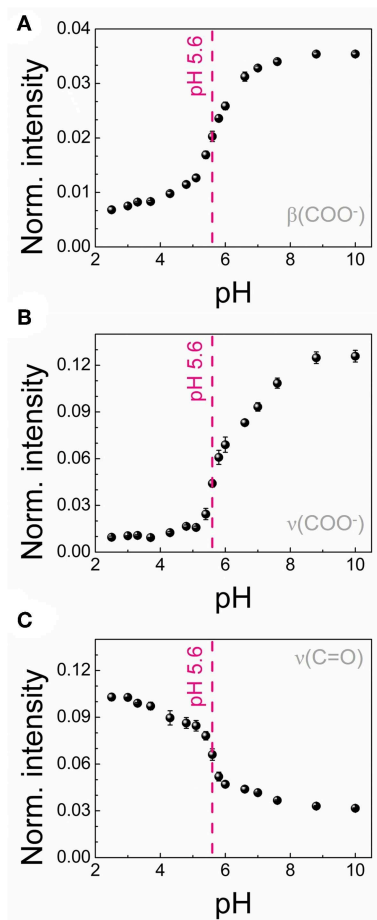 A
0.04
0.03
0.02
0.01
0.00
Norm. intensity
pH 5.6
β(COO⁻)
2 4 6 8 10
pH
B
0.12
0.09
0.06
0.03
0.00
Norm. intensity
pH 5.6
ν(COO⁻)
2 4 6 8 10
pH
C
0.12
0.09
0.06
0.03
0.00
Norm. intensity
pH 5.6
ν(C=O)
2 4 6 8 10
pH